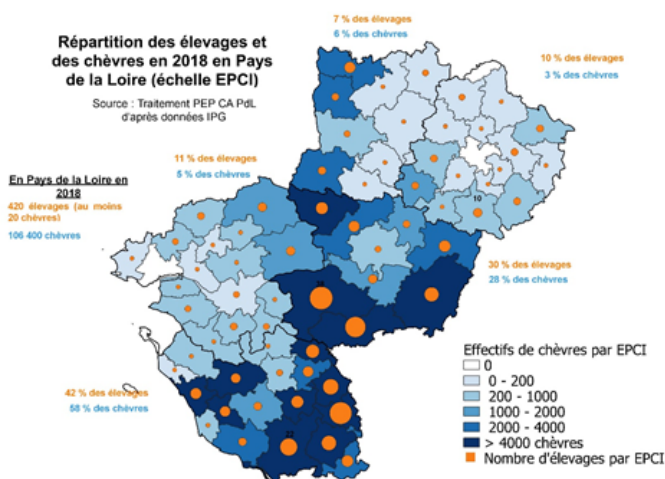 Répartition des élevages et
des chèvres en 2018 en Pays
de la Loire (échelle EPCI)
Source : Traitement PEP CA PdL
d'après données IPG
7 % des élevages
6 % des chèvres
10 % des élevages
3 % des chèvres
11 % des élevages
5 % des chèvres
En Pays de la Loire en
2018
420 élevages (au moins
20 chèvres)
106 400 chèvres
10
30 % des élevages
28 % des chèvres
42 % des élevages
58 % des chèvres
Effectifs de chèvres par EPCI
0
0 - 200
200 - 1000
1000 - 2000
2000 - 4000
> 4000 chèvres
Nombre d'élevages par EPCI